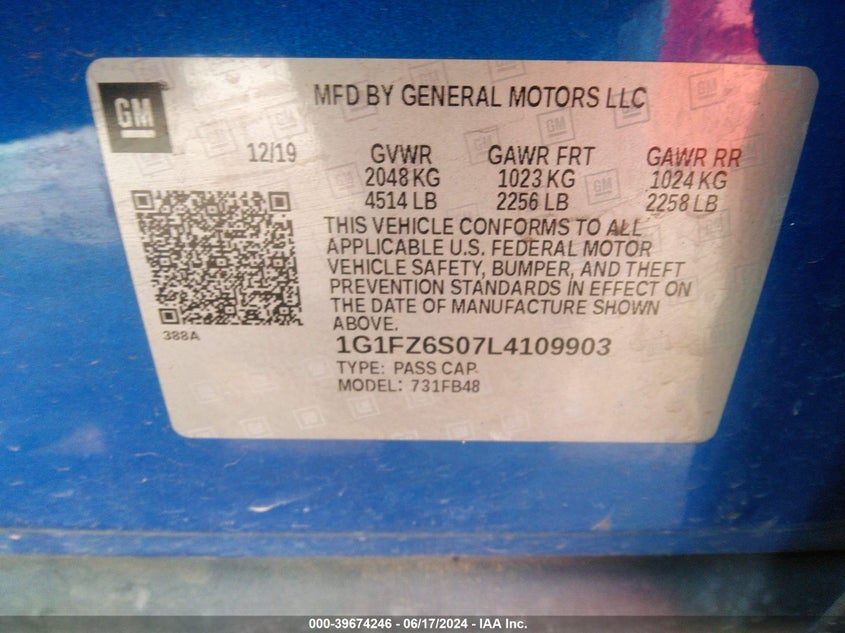 GM
MFD BY GENERAL MOTORS LLC
12/19
GVWR
2048 KG
4514 LB
GAWR FRT
1023 KG
2256 LB
GAWR RR
1024 KG
2258 LB
THIS VEHICLE CONFORMS TO ALL
APPLICABLE U.S. FEDERAL MOTOR
VEHICLE SAFETY, BUMPER, AND THEFT
PREVENTION STANDARDS IN EFFECT ON
THE DATE OF MANUFACTURE SHOWN
ABOVE.
388A
1G1FZ6S07L4109903
TYPE: PASS CAR
MODEL: 731FB48
000-39674246 - 06/17/2024 - IAA Inc.